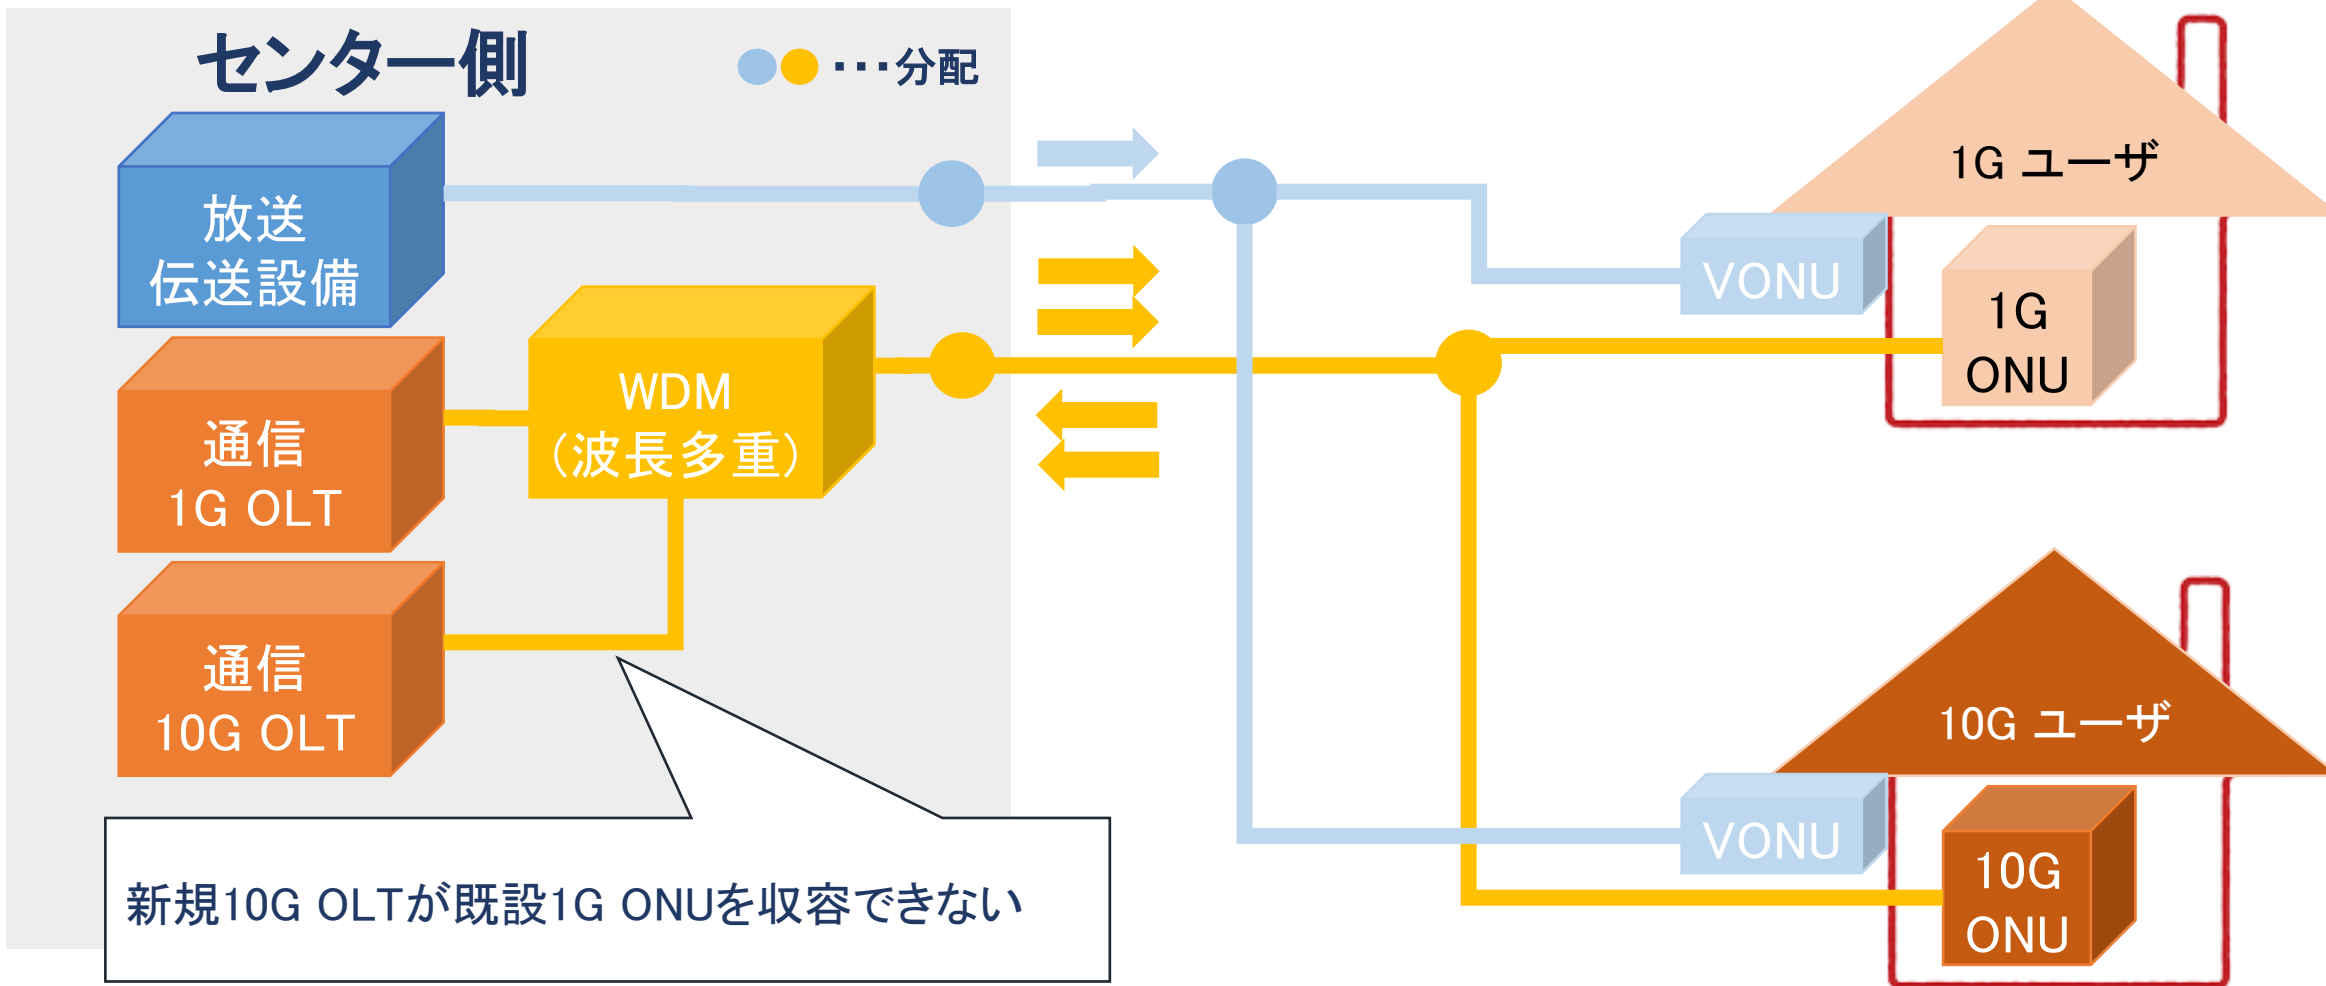 センター側
・・・分配
放送
伝送設備
通信
1G OLT
通信
10G OLT
WDM
（波長多重）
新規10G OLTが既設1G ONUを収容できない
1G ユーザ
VONU
1G
ONU
10G ユーザ
VONU
10G
ONU